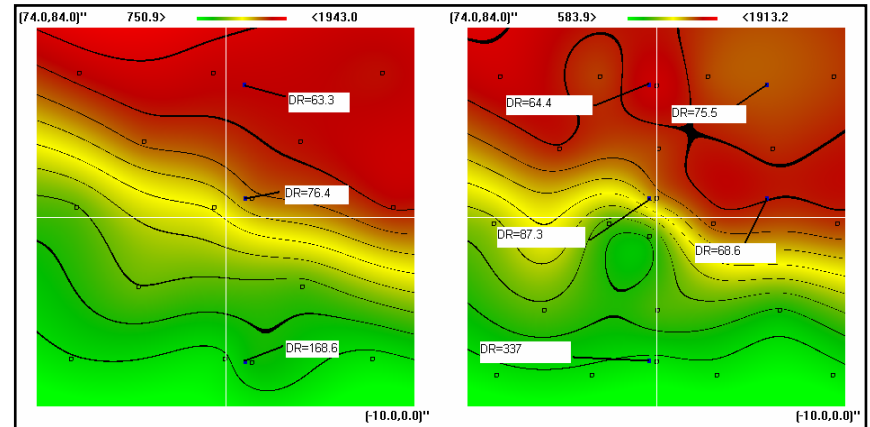 (74.0,84.0)" 750.9> <1943.0
DR=63.3
DR=76.4
DR=168.6
(-10.0,0.0)"
(74.0,84.0)" 583.9> <1913.2
DR=64.4
DR=75.5
DR=87.3
DR=68.6
DR=337
(-10.0,0.0)"